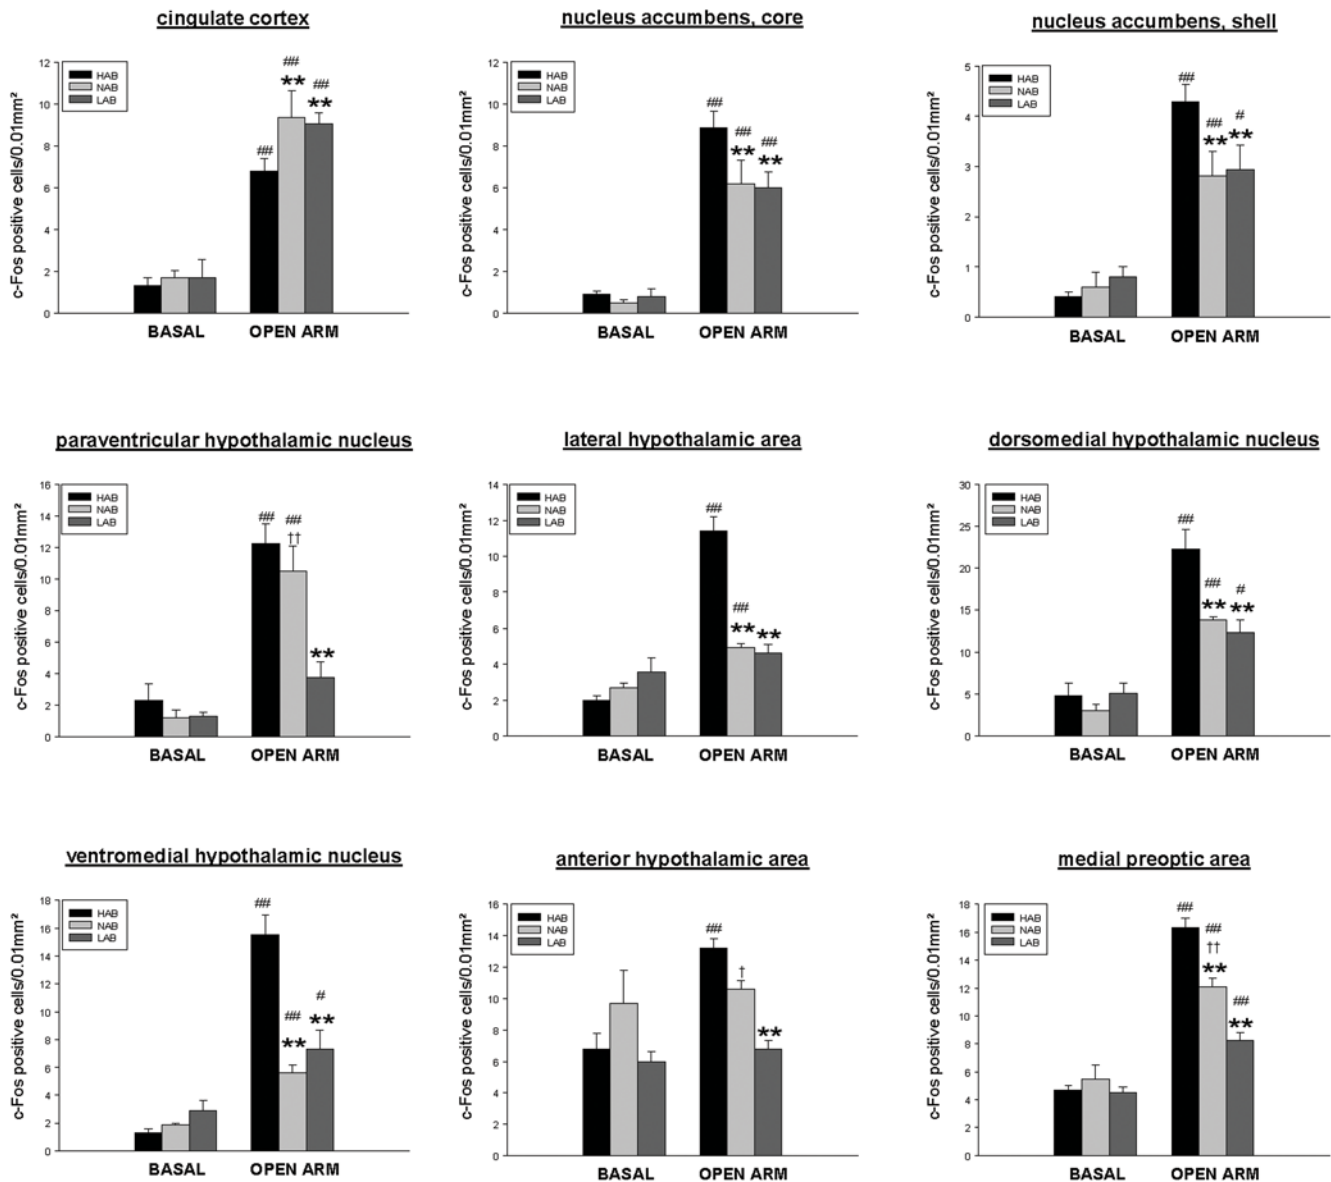 cingulate cortex
c-Fos positive cells/0.01mm²
12
10
8
6
4
2
0
HAB
NAB
LAB
##
##
**
##
**
BASAL OPEN ARM
nucleus accumbens, core
c-Fos positive cells/0.01mm²
12
10
8
6
4
2
0
HAB
NAB
LAB
##
##
**
##
**
BASAL OPEN ARM
nucleus accumbens, shell
c-Fos positive cells/0.01mm²
5
4
3
2
1
0
HAB
NAB
LAB
##
##
**
#
**
BASAL OPEN ARM
paraventricular hypothalamic nucleus
c-Fos positive cells/0.01mm²
16
14
12
10
8
6
4
2
0
HAB
NAB
LAB
##
##
††
**
BASAL OPEN ARM
lateral hypothalamic area
c-Fos positive cells/0.01mm²
14
12
10
8
6
4
2
0
HAB
NAB
LAB
##
##
**
**
BASAL OPEN ARM
dorsomedial hypothalamic nucleus
c-Fos positive cells/0.01mm²
30
25
20
15
10
5
0
HAB
NAB
LAB
##
##
**
#
**
BASAL OPEN ARM
ventromedial hypothalamic nucleus
c-Fos positive cells/0.01mm²
18
16
14
12
10
8
6
4
2
0
HAB
NAB
LAB
##
##
**
#
**
BASAL OPEN ARM
anterior hypothalamic area
c-Fos positive cells/0.01mm²
16
14
12
10
8
6
4
2
0
HAB
NAB
LAB
##
†
**
BASAL OPEN ARM
medial preoptic area
c-Fos positive cells/0.01mm²
18
16
14
12
10
8
6
4
2
0
HAB
NAB
LAB
##
##
††
**
##
**
BASAL OPEN ARM